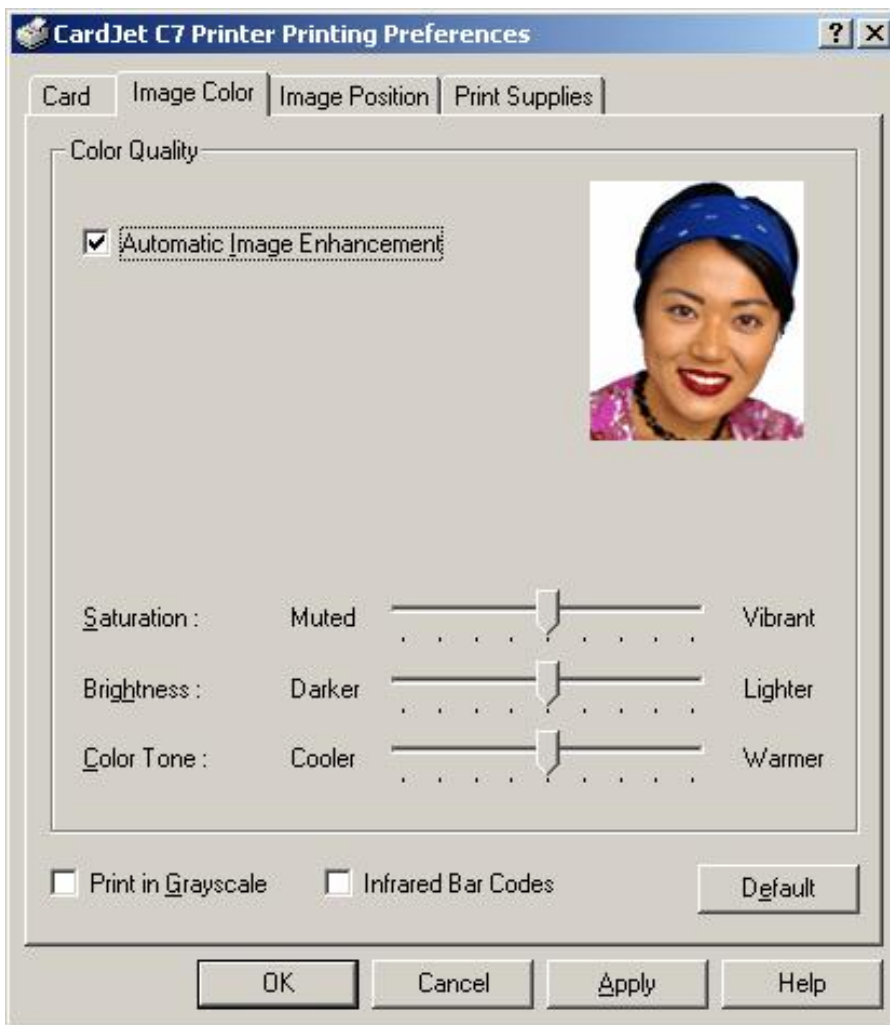 CardJet C7 Printer Printing Preferences
Card Image Color Image Position Print Supplies
Color Quality
Automatic Image Enhancement
Saturation : Muted Vibrant
Brightness : Darker Lighter
Color Tone : Cooler Warmer
Print in Grayscale Infrared Bar Codes Default
OK Cancel Apply Help